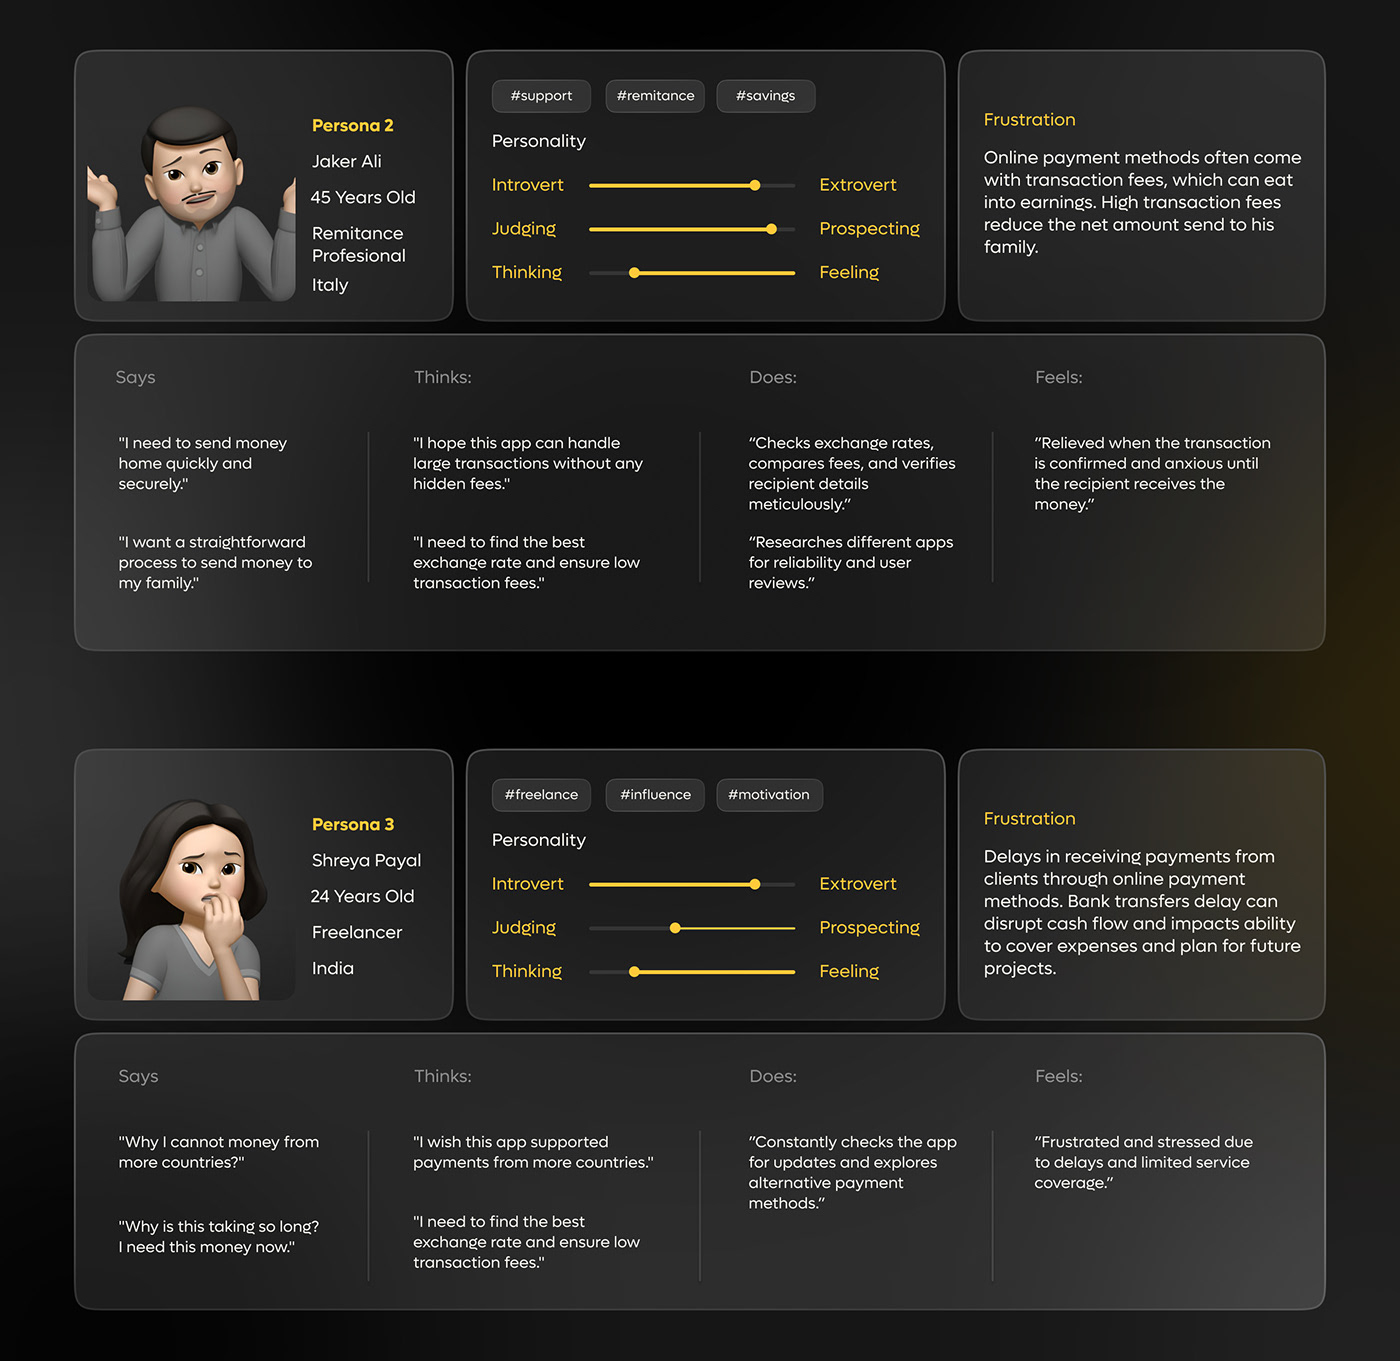 Persona 2
Jaker Ali
45 Years Old
Remitance
Profesional
Italy
#support
#remitance
#savings
Personality
Introvert
Extrovert
Judging
Prospecting
Thinking
Feeling
Frustration
Online payment methods often come
with transaction fees, which can eat
into earnings. High transaction fees
reduce the net amount send to his
family.
Says
"I need to send money
home quickly and
securely."
"I want a straightforward
process to send money to
my family."
Thinks:
"I hope this app can handle
large transactions without any
hidden fees."
"I need to find the best
exchange rate and ensure low
transaction fees."
Does:
“Checks exchange rates,
compares fees, and verifies
recipient details
meticulously.”
“Researches different apps
for reliability and user
reviews.”
Feels:
”Relieved when the transaction
is confirmed and anxious until
the recipient receives the
money.”
Persona 3
Shreya Payal
24 Years Old
Freelancer
India
#freelance
#influence
#motivation
Personality
Introvert
Extrovert
Judging
Prospecting
Thinking
Feeling
Frustration
Delays in receiving payments from
clients through online payment
methods. Bank transfers delay can
disrupt cash flow and impacts ability
to cover expenses and plan for future
projects.
Says
"Why I cannot money from
more countries?"
"Why is this taking so long?
I need this money now."
Thinks:
"I wish this app supported
payments from more countries."
"I need to find the best
exchange rate and ensure low
transaction fees."
Does:
”Constantly checks the app
for updates and explores
alternative payment
methods.”
Feels:
”Frustrated and stressed due
to delays and limited service
coverage.”